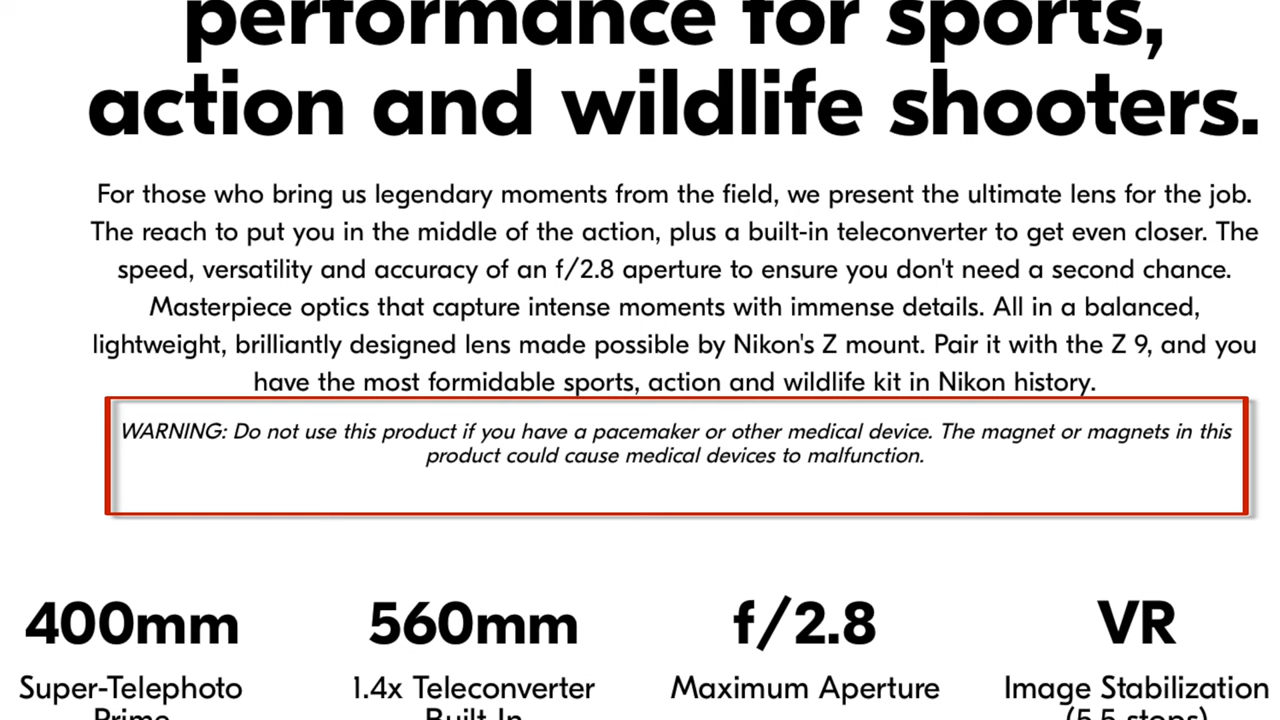 performance for sports,
action and wildlife shooters.
For those who bring us legendary moments from the field, we present the ultimate lens for the job.
The reach to put you in the middle of the action, plus a built-in teleconverter to get even closer. The
speed, versatility and accuracy of an f/2.8 aperture to ensure you don't need a second chance.
Masterpiece optics that capture intense moments with immense details. All in a balanced,
lightweight, brilliantly designed lens made possible by Nikon's Z mount. Pair it with the Z 9, and you
have the most formidable sports, action and wildlife kit in Nikon history.
WARNING: Do not use this product if you have a pacemaker or other medical device. The magnet or magnets in this
product could cause medical devices to malfunction.
400mm 560mm f/2.8 VR
Super-Telephoto 1.4x Teleconverter Maximum Aperture Image Stabilization
Prime Built-In (5.5 stops)